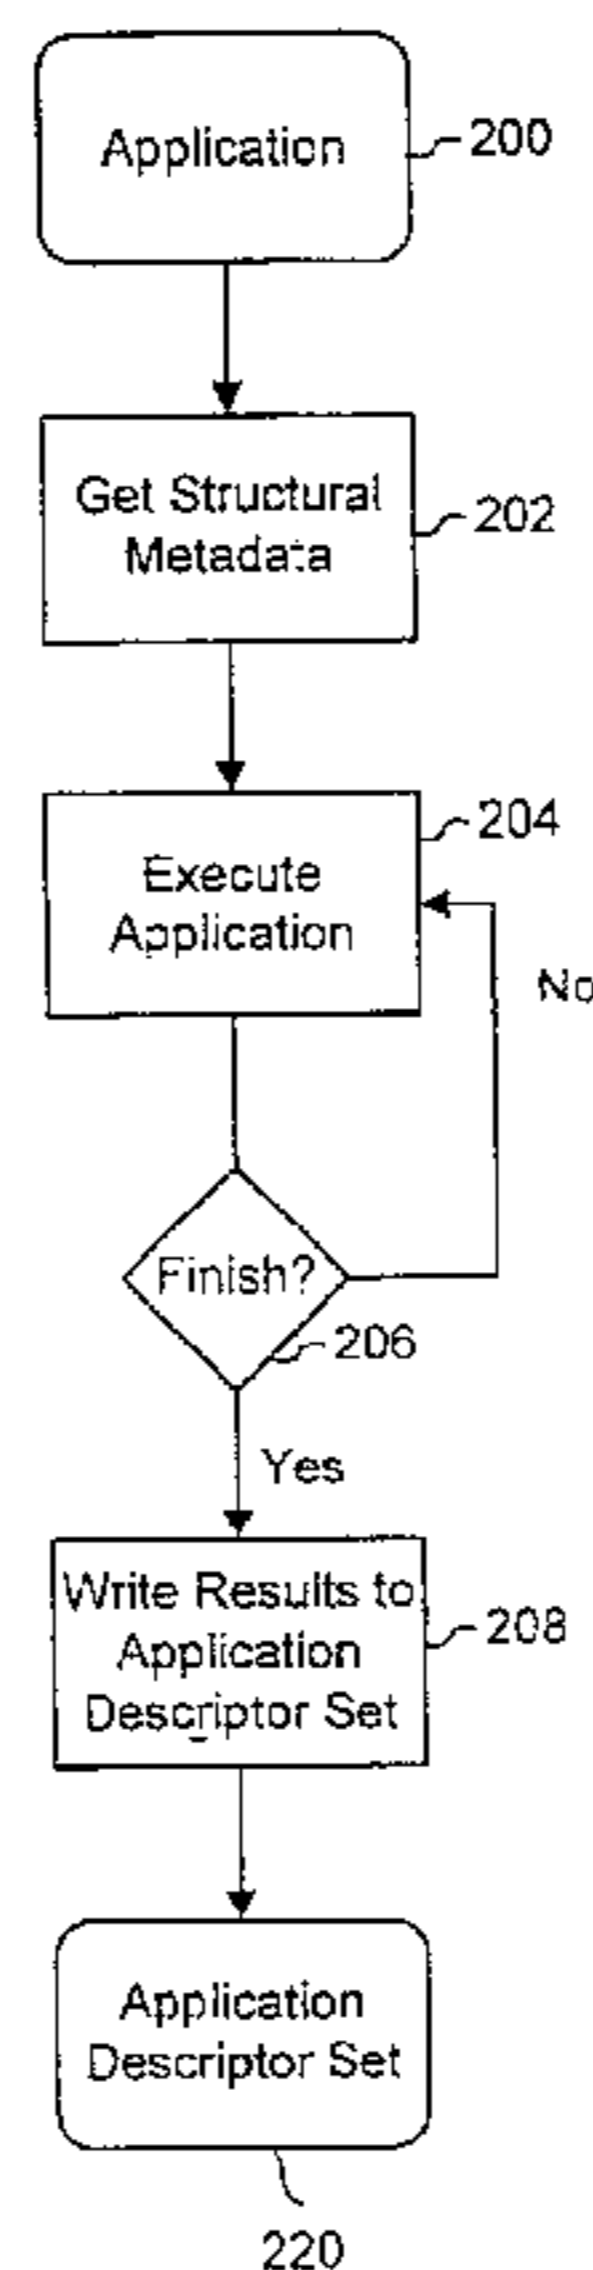 Application
200
Get Structural
Metadata
202
204
Execute
Application
No
Finish?
206
Yes
Write Results to
Application
Descriptor Set
208
Application
Descriptor Set
220